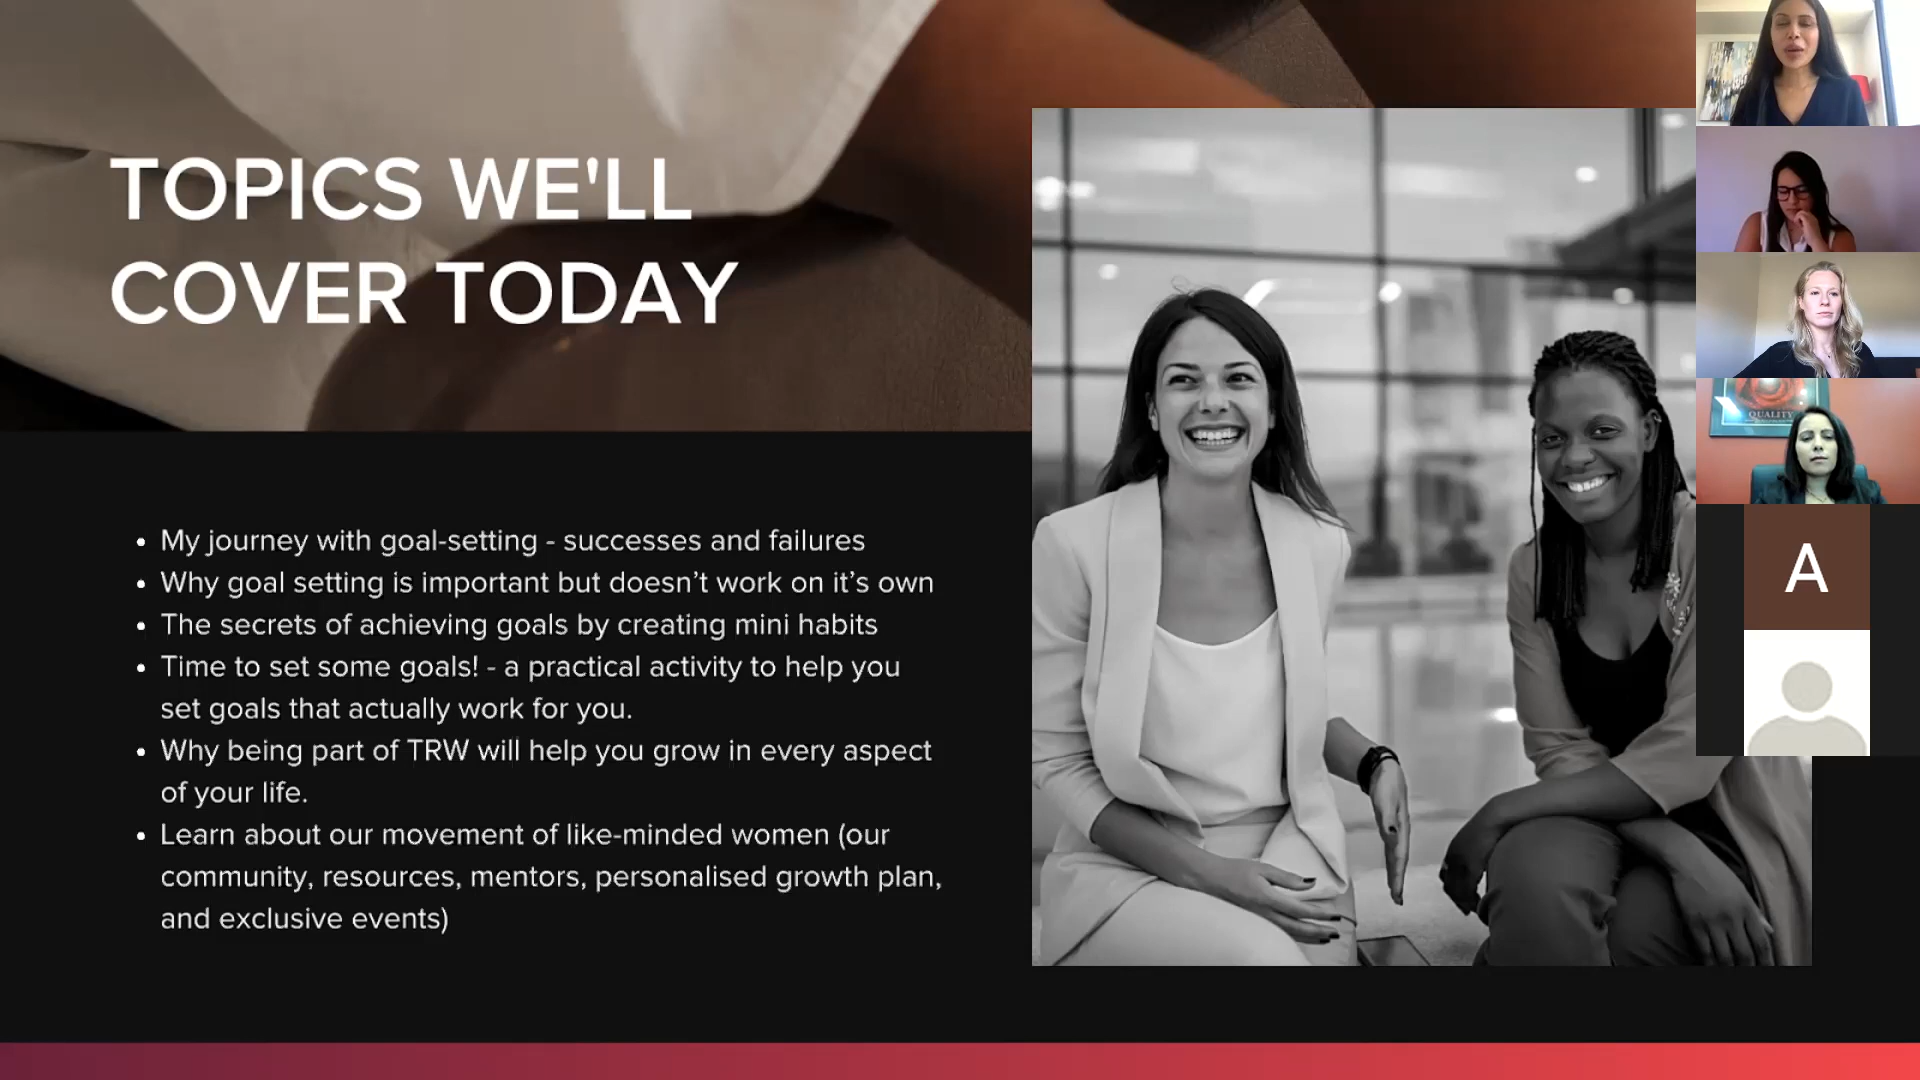 TOPICS WE'LL
COVER TODAY
• My journey with goal-setting - successes and failures
• Why goal setting is important but doesn’t work on it’s own
• The secrets of achieving goals by creating mini habits
• Time to set some goals! - a practical activity to help you
set goals that actually work for you.
• Why being part of TRW will help you grow in every aspect
of your life.
• Learn about our movement of like-minded women (our
community, resources, mentors, personalised growth plan,
and exclusive events)
QUALITY
A